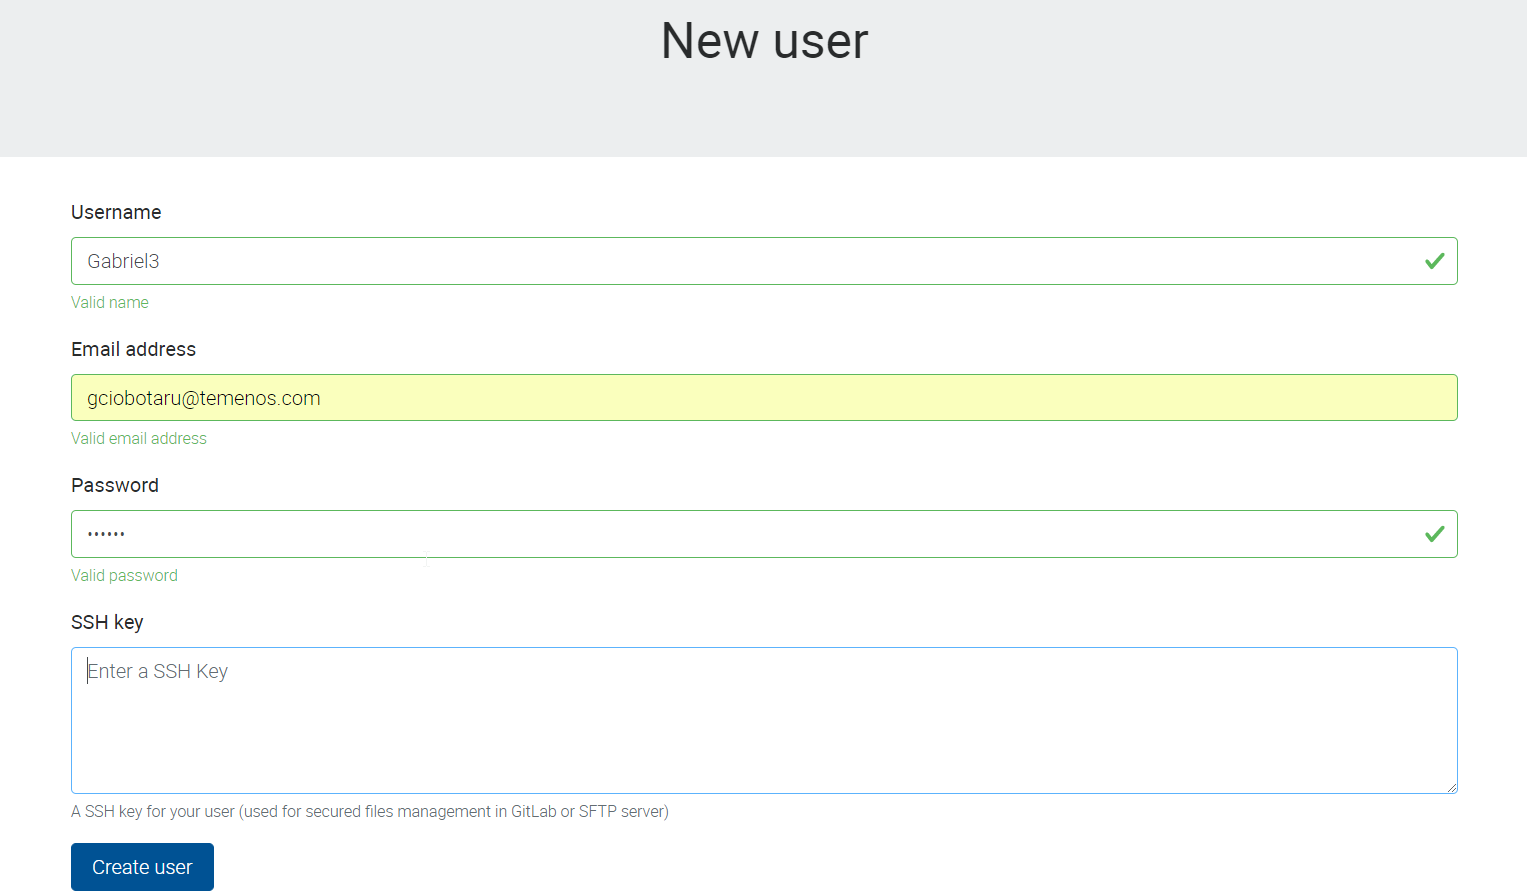 New user
Username
Gabriel3
Valid name
Email address
gciobotaru@temenos.com
Valid email address
Password
••••••
Valid password
SSH key
Enter a SSH Key
A SSH key for your user (used for secured files management in GitLab or SFTP server)
Create user